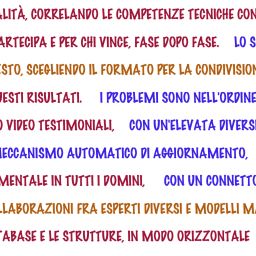 ALITÀ, CORRELANDO LE COMPETENZE TECNICHE CON
ARTECIPA E PER CHI VINCE, FASE DOPO FASE. LO S
ESTO, SCEGLIENDO IL FORMATO PER LA CONDIVISION
UESTI RISULTATI. I PROBLEMI SONO NELL'ORDINE
O VIDEO TESTIMONIALI, CON UN'ELEVATA DIVERS
MECCANISMO AUTOMATICO DI AGGIORNAMENTO,
MENTALE IN TUTTI I DOMINI, CON UN CONNETTO
LLABORAZIONI FRA ESPERTI DIVERSI E MODELLI MA
TABASE E LE STRUTTURE, IN MODO ORIZZONTALE